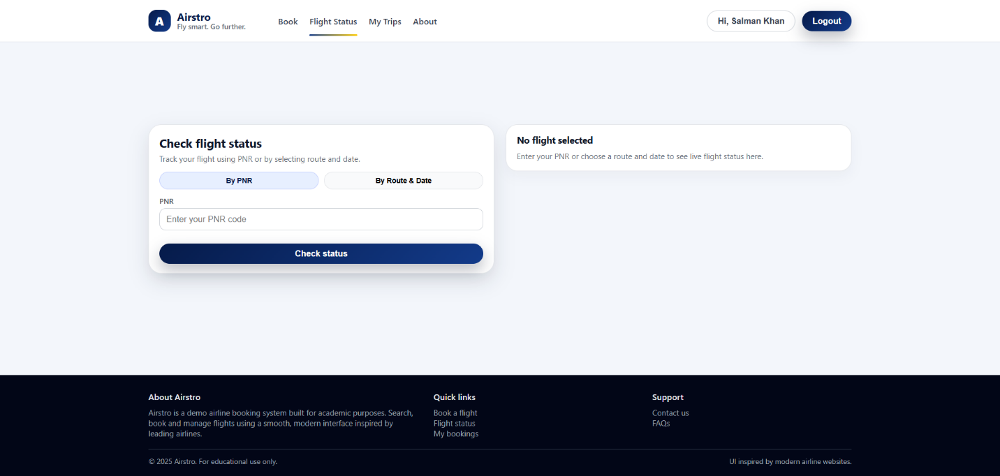 A
Airstro
Fly smart. Go further.
Book
Flight Status
My Trips
About
Hi, Salman Khan
Logout
Check flight status
Track your flight using PNR or by selecting route and date.
By PNR
By Route & Date
PNR
Enter your PNR code
Check status
No flight selected
Enter your PNR or choose a route and date to see live flight status here.
About Airstro
Airstro is a demo airline booking system built for academic purposes. Search,
book and manage flights using a smooth, modern interface inspired by
leading airlines.
Quick links
Book a flight
Flight status
My bookings
Support
Contact us
FAQs
© 2025 Airstro. For educational use only.
UI inspired by modern airline websites.